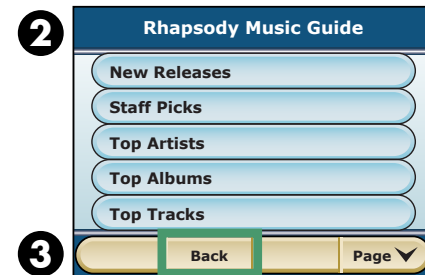 2
Rhapsody Music Guide
New Releases
Staff Picks
Top Artists
Top Albums
Top Tracks
3
Back
Page